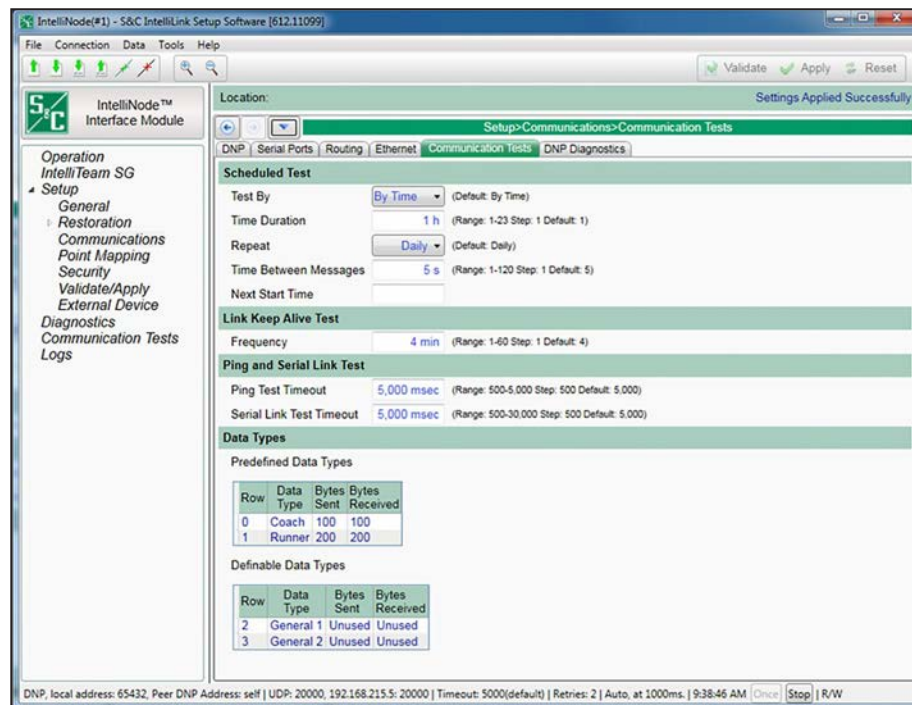 IntelliNode(#1) - S&C IntelliLink Setup Software [612.11099]
File Connection Data Tools Help
Validate Apply Reset
S&C
IntelliNode™
Interface Module
Operation
IntelliTeam SG
Setup
General
Restoration
Communications
Point Mapping
Security
Validate/Apply
External Device
Diagnostics
Communication Tests
Logs
Location: Settings Applied Successfully
Setup>Communications>Communication Tests
DNP Serial Ports Routing Ethernet Communication Tests DNP Diagnostics
Scheduled Test
Test By By Time (Default: By Time)
Time Duration 1 h (Range: 1-23 Step: 1 Default: 1)
Repeat Daily (Default: Daily)
Time Between Messages 5 s (Range: 1-120 Step: 1 Default: 5)
Next Start Time
Link Keep Alive Test
Frequency 4 min (Range: 1-60 Step: 1 Default: 4)
Ping and Serial Link Test
Ping Test Timeout 5,000 msec (Range: 500-5,000 Step: 500 Default: 5,000)
Serial Link Test Timeout 5,000 msec (Range: 500-30,000 Step: 500 Default: 5,000)
Data Types
Predefined Data Types
Row Data Type Bytes Sent Bytes Received
0 Coach 100 100
1 Runner 200 200
Definable Data Types
Row Data Type Bytes Sent Bytes Received
2 General 1 Unused Unused
3 General 2 Unused Unused
DNP, local address: 65432, Peer DNP Address: self | UDP: 20000, 192.168.215.5: 20000 | Timeout: 5000(default) | Retries: 2 | Auto, at 1000ms. | 9:38:46 AM Once Stop | R/W